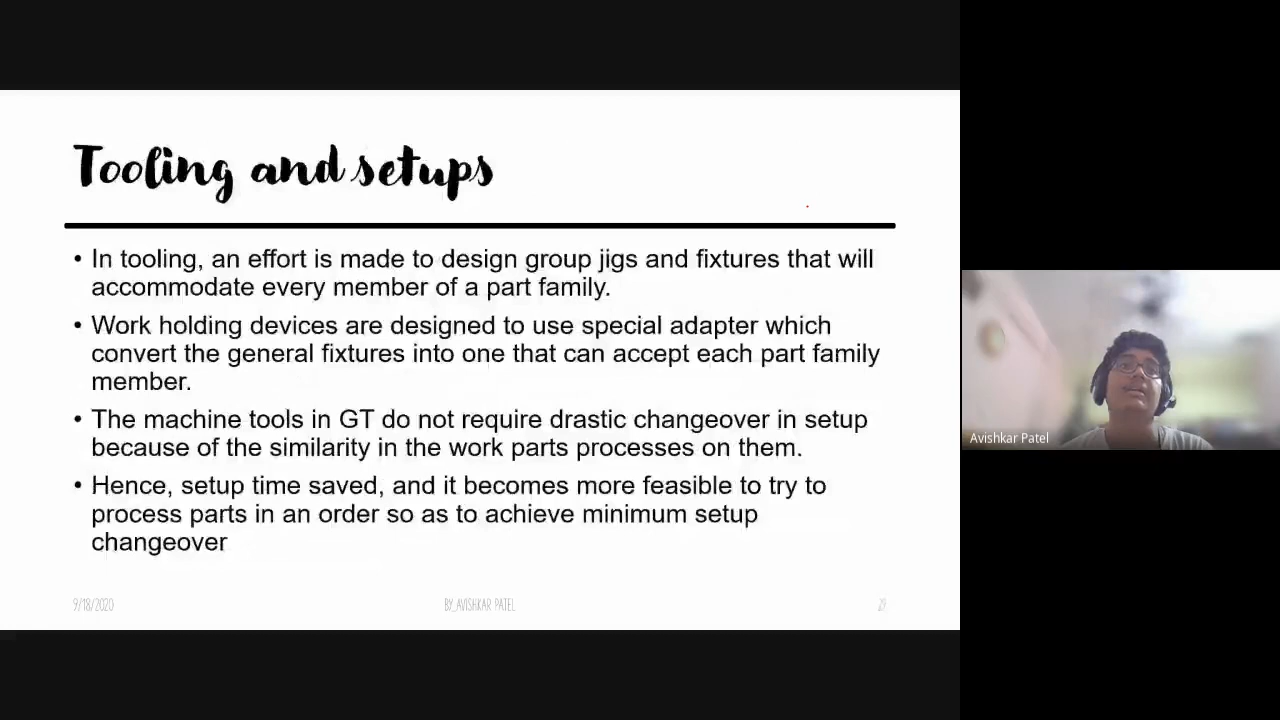 Tooling and setups
• In tooling, an effort is made to design group jigs and fixtures that will
accommodate every member of a part family.
• Work holding devices are designed to use special adapter which
convert the general fixtures into one that can accept each part family
member.
• The machine tools in GT do not require drastic changeover in setup
because of the similarity in the work parts processes on them.
• Hence, setup time saved, and it becomes more feasible to try to
process parts in an order so as to achieve minimum setup
changeover
9/18/2020
BY_AVISHKAR PATEL
29
Avishkar Patel